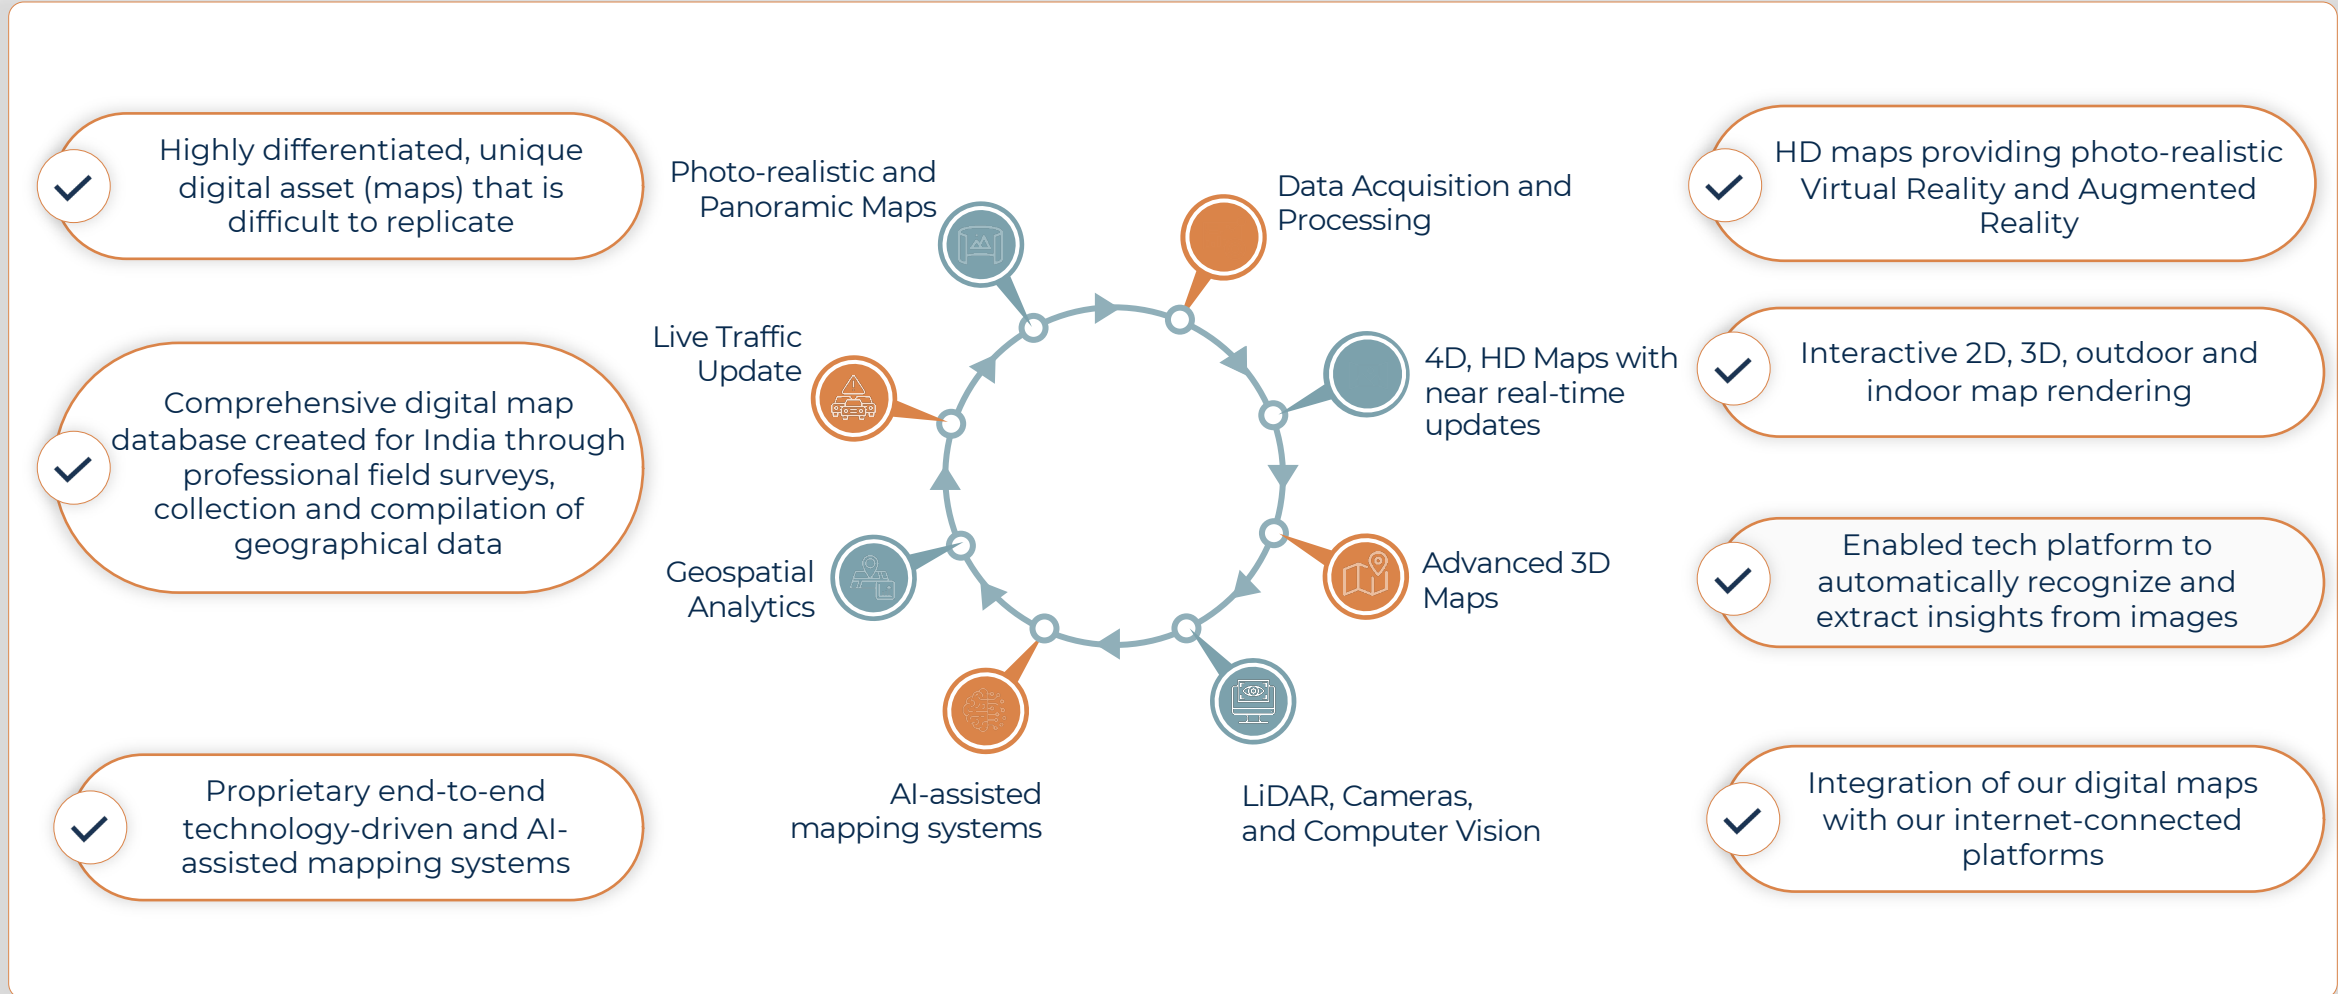 Highly differentiated, unique
digital asset (maps) that is
difficult to replicate
Comprehensive digital map
database created for India through
professional field surveys,
collection and compilation of
geographical data
Proprietary end-to-end
technology-driven and AI-
assisted mapping systems
Photo-realistic and
Panoramic Maps
Live Traffic
Update
Geospatial
Analytics
AI-assisted
mapping systems
Data Acquisition and
Processing
4D, HD Maps with
near real-time
updates
Advanced 3D
Maps
LiDAR, Cameras,
and Computer Vision
HD maps providing photo-realistic
Virtual Reality and Augmented
Reality
Interactive 2D, 3D, outdoor and
indoor map rendering
Enabled tech platform to
automatically recognize and
extract insights from images
Integration of our digital maps
with our internet-connected
platforms